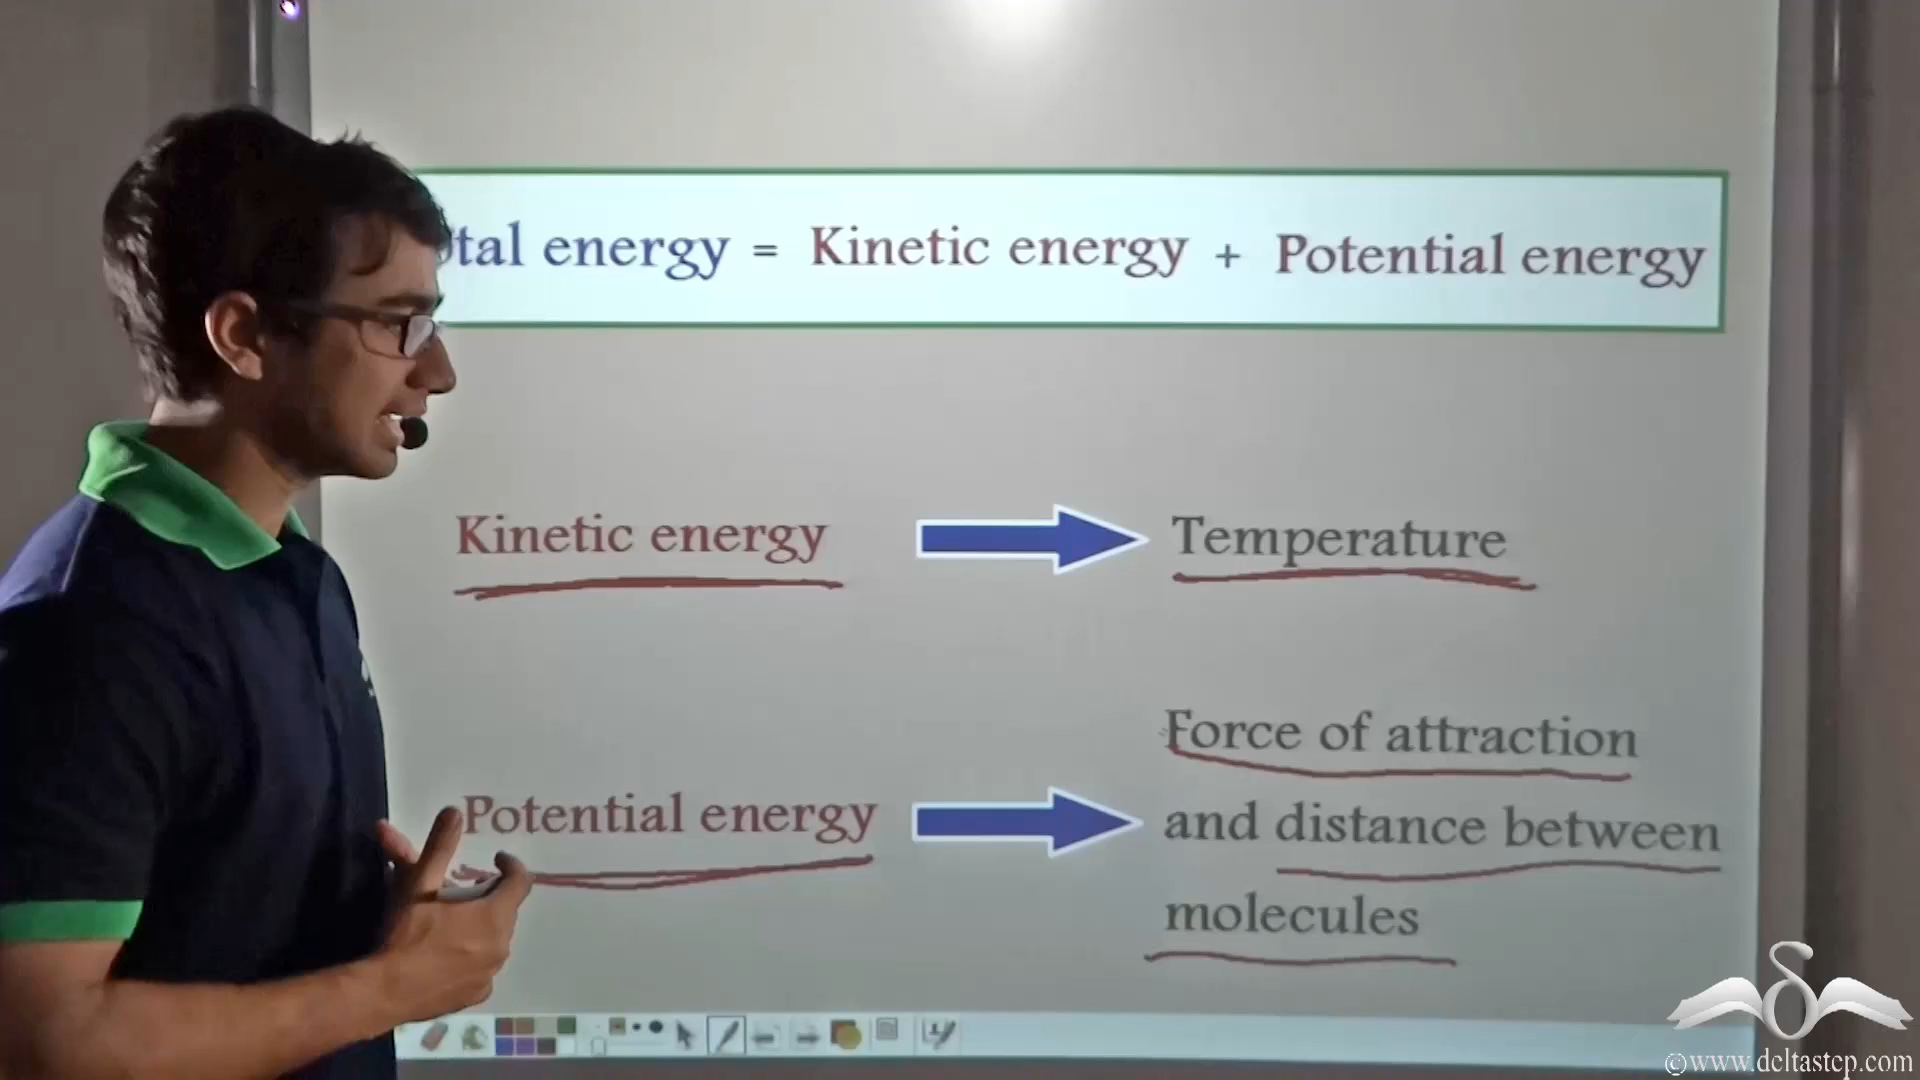 tal energy = Kinetic energy + Potential energy
Kinetic energy
Temperature
Potential energy
Force of attraction
and distance between
molecules
©www.deltastep.com